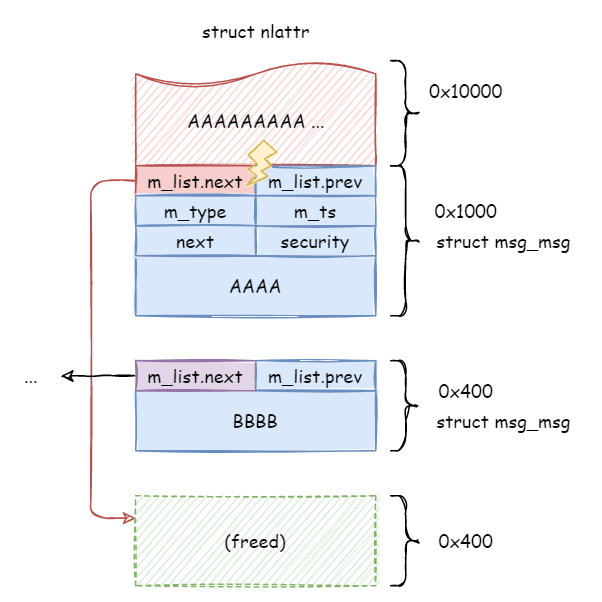 struct nlattr
AAAAAAAAA ...
0x10000
m_list.next
m_list.prev
m_type
m_ts
next
security
AAAA
0x1000
struct msg_msg
...
m_list.next
m_list.prev
BBBB
0x400
struct msg_msg
(freed)
0x400